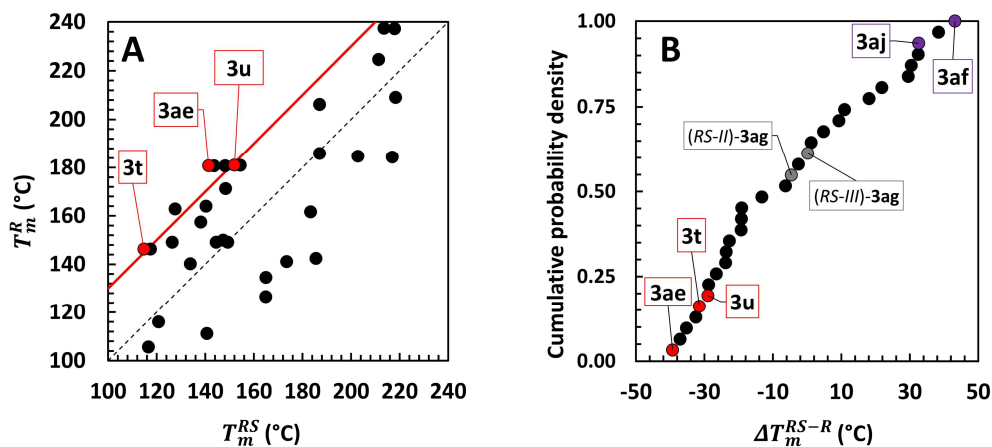 A
240
220
200
180
160
140
120
100
100 120 140 160 180 200 220 240
T_m^R (°C)
T_m^RS (°C)
3u
3ae
3t
B
1.00
0.75
0.50
0.25
0.00
-50 -30 -10 10 30 50
Cumulative probability density
ΔT_m^RS−R (°C)
3aj
3af
(RS-II)-3ag
(RS-III)-3ag
3t
3ae
3u